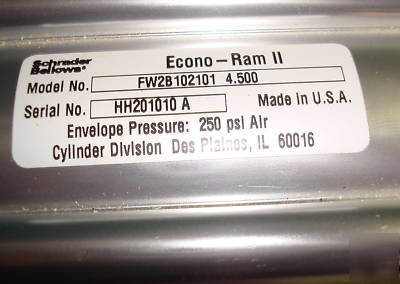 Schrader
Bellows
Econo-Ram II
Model No. FW2B102101 4.500
Serial No. HH201010 A
Made in U.S.A.
Envelope Pressure: 250 psi Air
Cylinder Division Des Plaines, IL 60016